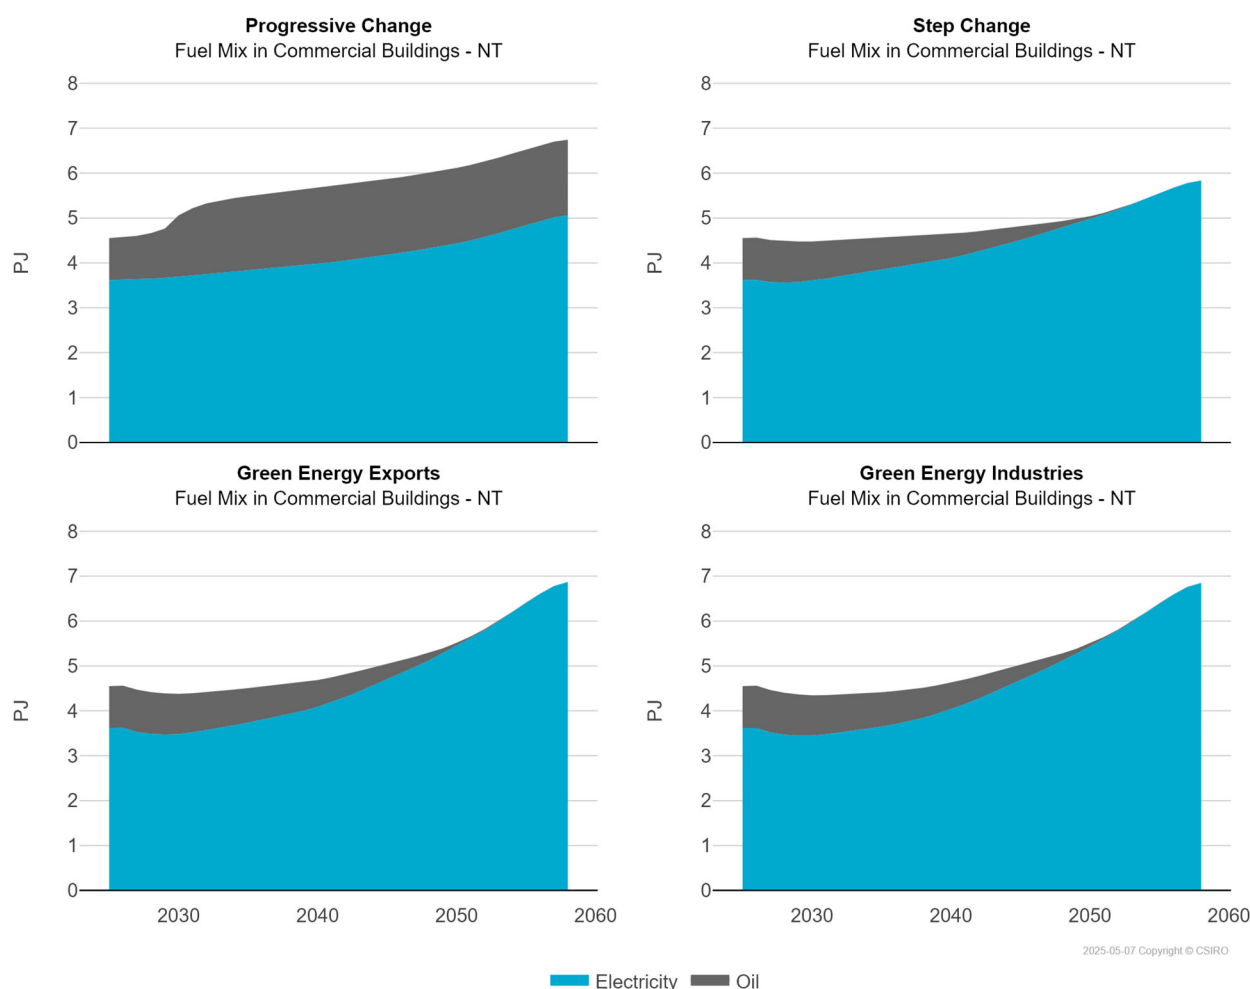 Progressive Change
Fuel Mix in Commercial Buildings - NT
8
7
6
5
4
3
2
1
0
PJ
Step Change
Fuel Mix in Commercial Buildings - NT
8
7
6
5
4
3
2
1
0
PJ
Green Energy Exports
Fuel Mix in Commercial Buildings - NT
8
7
6
5
4
3
2
1
0
PJ
2030 2040 2050 2060
Green Energy Industries
Fuel Mix in Commercial Buildings - NT
8
7
6
5
4
3
2
1
0
PJ
2030 2040 2050 2060
2025-05-07 Copyright © CSIRO
Electricity Oil